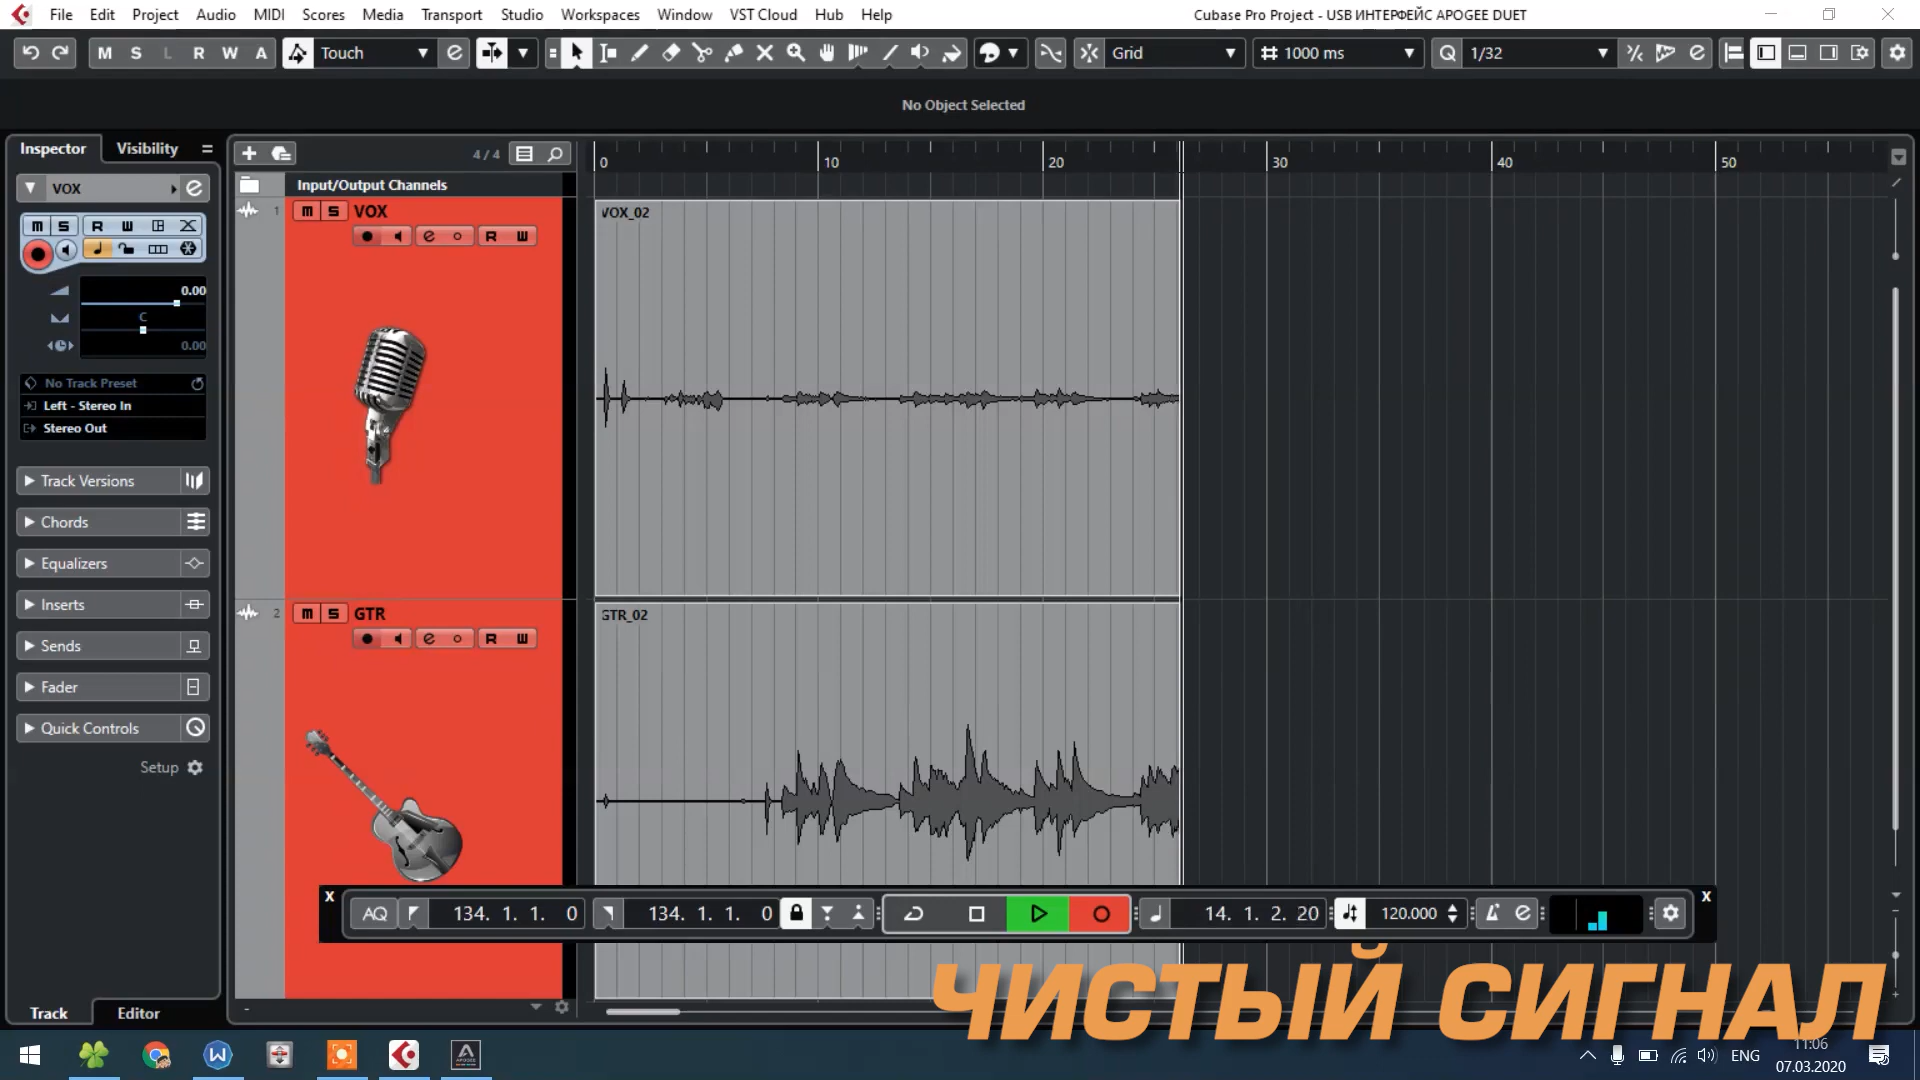 File Edit Project Audio MIDI Scores Media Transport Studio Workspaces Window VST Cloud Hub Help
Cubase Pro Project - USB ИНТЕРФЕЙС APOGEE DUET
M S L R W A Touch Grid 1000 ms Q 1/32
No Object Selected
Inspector Visibility
4 / 4
0 10 20 30 40 50
VOX
Input/Output Channels
1 m S VOX
VOX_02
R W
m S R W
0.00
C
0.00
No Track Preset
Left - Stereo In
Stereo Out
Track Versions
Chords
Equalizers
Inserts
Sends
Fader
Quick Controls
Setup
2 m S GTR
GTR_02
R W
X X
AQ 134. 1. 1. 0 134. 1. 1. 0 14. 1. 2. 20 120.000
ЧИСТЫЙ СИГНАЛ
Track Editor
ENG
11:06
07.03.2020